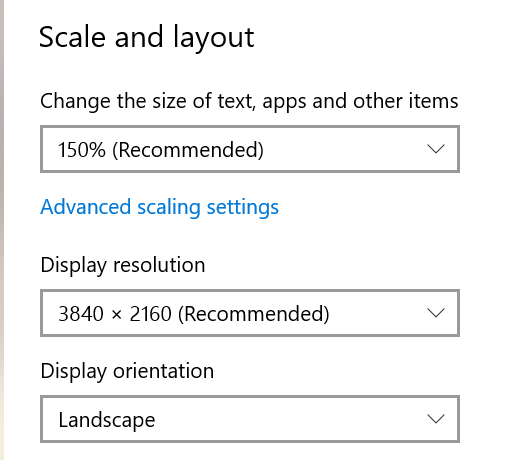 Scale and layout
Change the size of text, apps and other items
150% (Recommended)
Advanced scaling settings
Display resolution
3840 × 2160 (Recommended)
Display orientation
Landscape